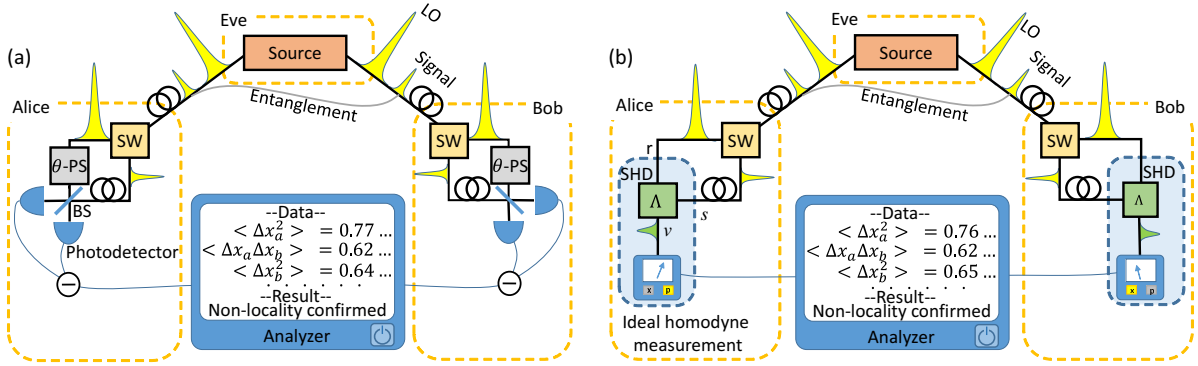 (a)
Eve
Source
LO
Signal
Entanglement
Alice
Bob
SW
SW
θ-PS
θ-PS
BS
Photodetector
−
−
--Data--
< Δx_a^2 > = 0.77 ...
< Δx_aΔx_b > = 0.62 ...
< Δx_b^2 > = 0.64 ...
. . . . .
--Result--
Non-locality confirmed
Analyzer
(b)
Eve
Source
LO
Signal
Entanglement
Alice
Bob
SW
SW
r
SHD
SHD
Λ
Λ
s
v
x p
x p
Ideal homodyne
measurement
--Data--
< Δx_a^2 > = 0.76 ...
< Δx_aΔx_b > = 0.62 ...
< Δx_b^2 > = 0.65 ...
. . . . .
--Result--
Non-locality confirmed
Analyzer